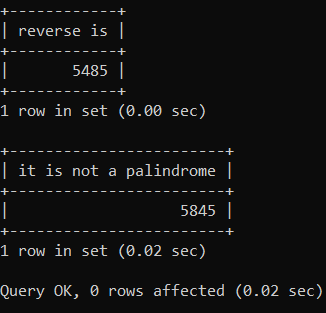 +------------+
| reverse is |
+------------+
|       5485 |
+------------+
1 row in set (0.00 sec)

+-------------------------+
| it is not a palindrome |
+-------------------------+
|                   5845 |
+-------------------------+
1 row in set (0.02 sec)

Query OK, 0 rows affected (0.02 sec)